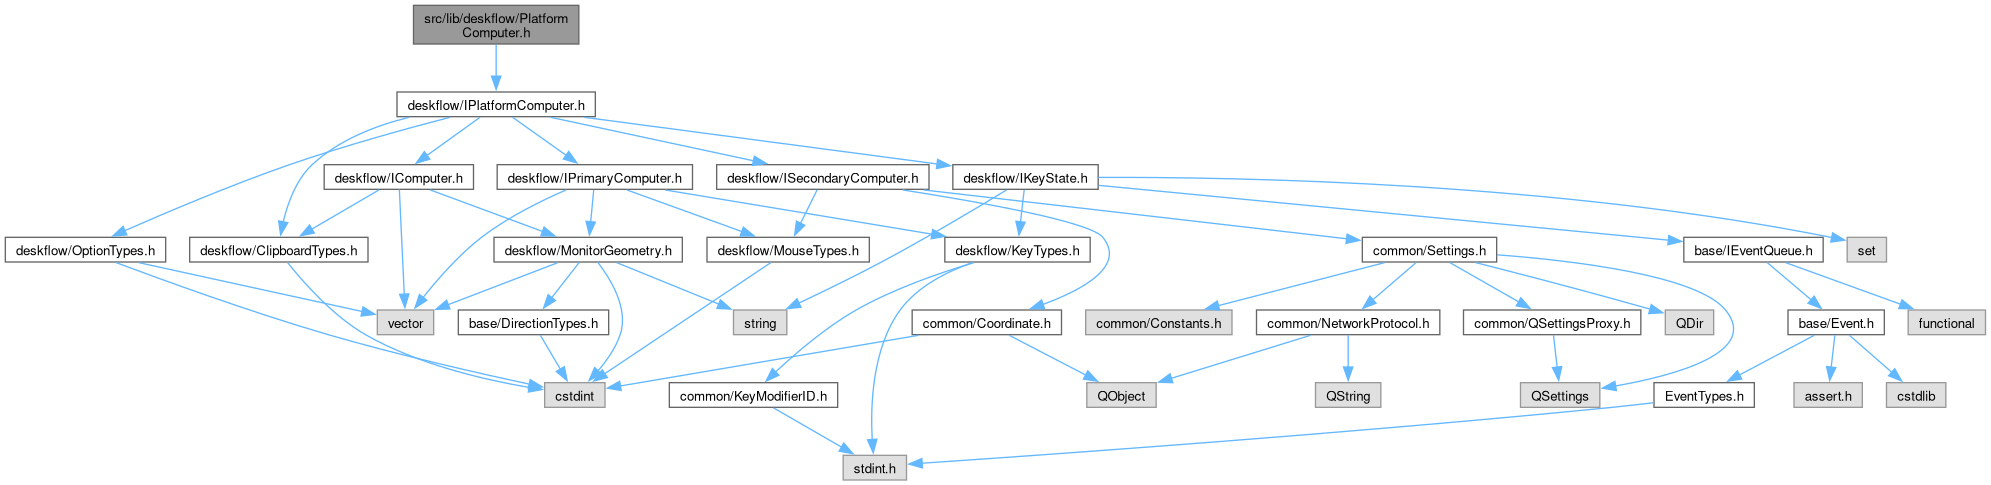 src/lib/deskflow/Platform
Computer.h
deskflow/IPlatformComputer.h
deskflow/IComputer.h
deskflow/IPrimaryComputer.h
deskflow/ISecondaryComputer.h
deskflow/IKeyState.h
deskflow/OptionTypes.h
deskflow/ClipboardTypes.h
deskflow/MonitorGeometry.h
deskflow/MouseTypes.h
deskflow/KeyTypes.h
common/Settings.h
base/IEventQueue.h
set
vector
base/DirectionTypes.h
string
common/Coordinate.h
common/Constants.h
common/NetworkProtocol.h
common/QSettingsProxy.h
QDir
base/Event.h
functional
cstdint
common/KeyModifierID.h
QObject
QString
QSettings
EventTypes.h
assert.h
cstdlib
stdint.h